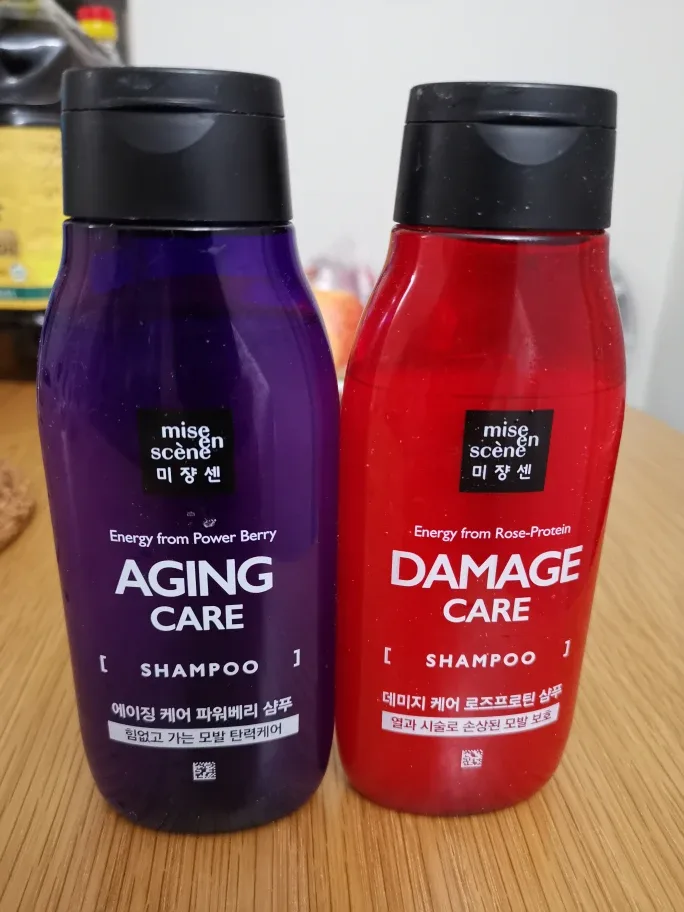 mise
en
scène
미쟝센
Energy from Power Berry
AGING
CARE
[ SHAMPOO ]
에이징 케어 파워베리 샴푸
힘없고 가는 모발 탄력케어
mise
en
scène
미쟝센
Energy from Rose-Protein
DAMAGE
CARE
[ SHAMPOO ]
데미지 케어 로즈프로틴 샴푸
열과 시술로 손상된 모발 보호